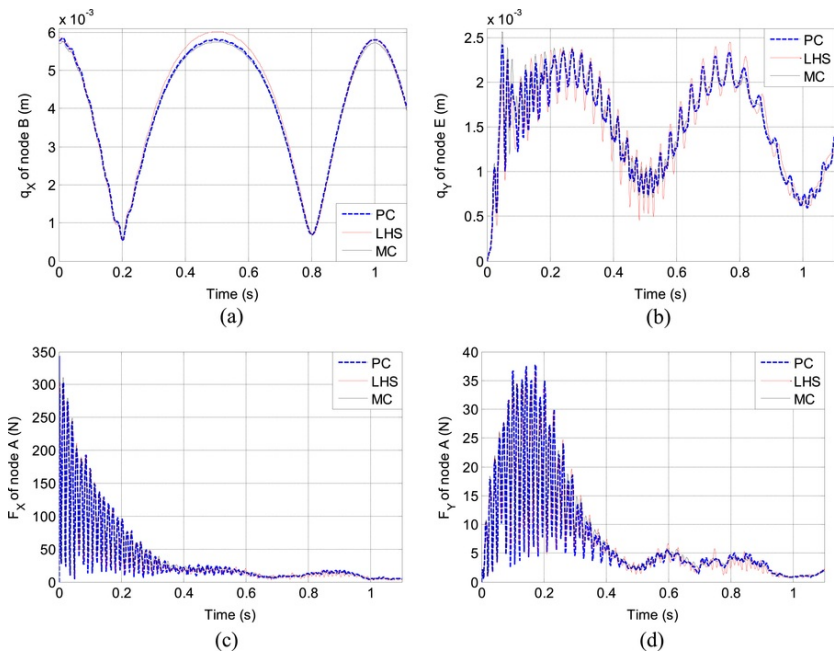 x 10⁻³
6
5
4
3
2
1
0
q_X of node B (m)
PC
LHS
MC
0
0.2
0.4
0.6
0.8
1
Time (s)
(a)
x 10⁻³
2.5
2
1.5
1
0.5
0
q_Y of node E (m)
PC
LHS
MC
0
0.2
0.4
0.6
0.8
1
Time (s)
(b)
350
300
250
200
150
100
50
0
F_X of node A (N)
PC
LHS
MC
0
0.2
0.4
0.6
0.8
1
Time (s)
(c)
40
35
30
25
20
15
10
5
0
F_Y of node A (N)
PC
LHS
MC
0
0.2
0.4
0.6
0.8
1
Time (s)
(d)